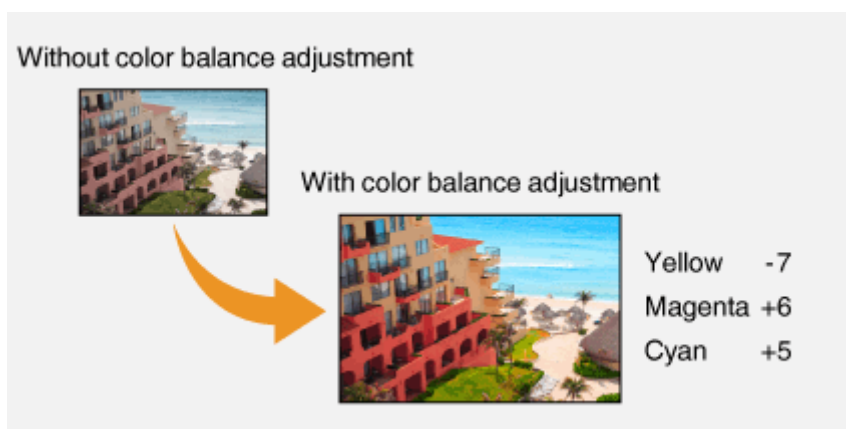 Without color balance adjustment
With color balance adjustment
Yellow -7
Magenta +6
Cyan +5